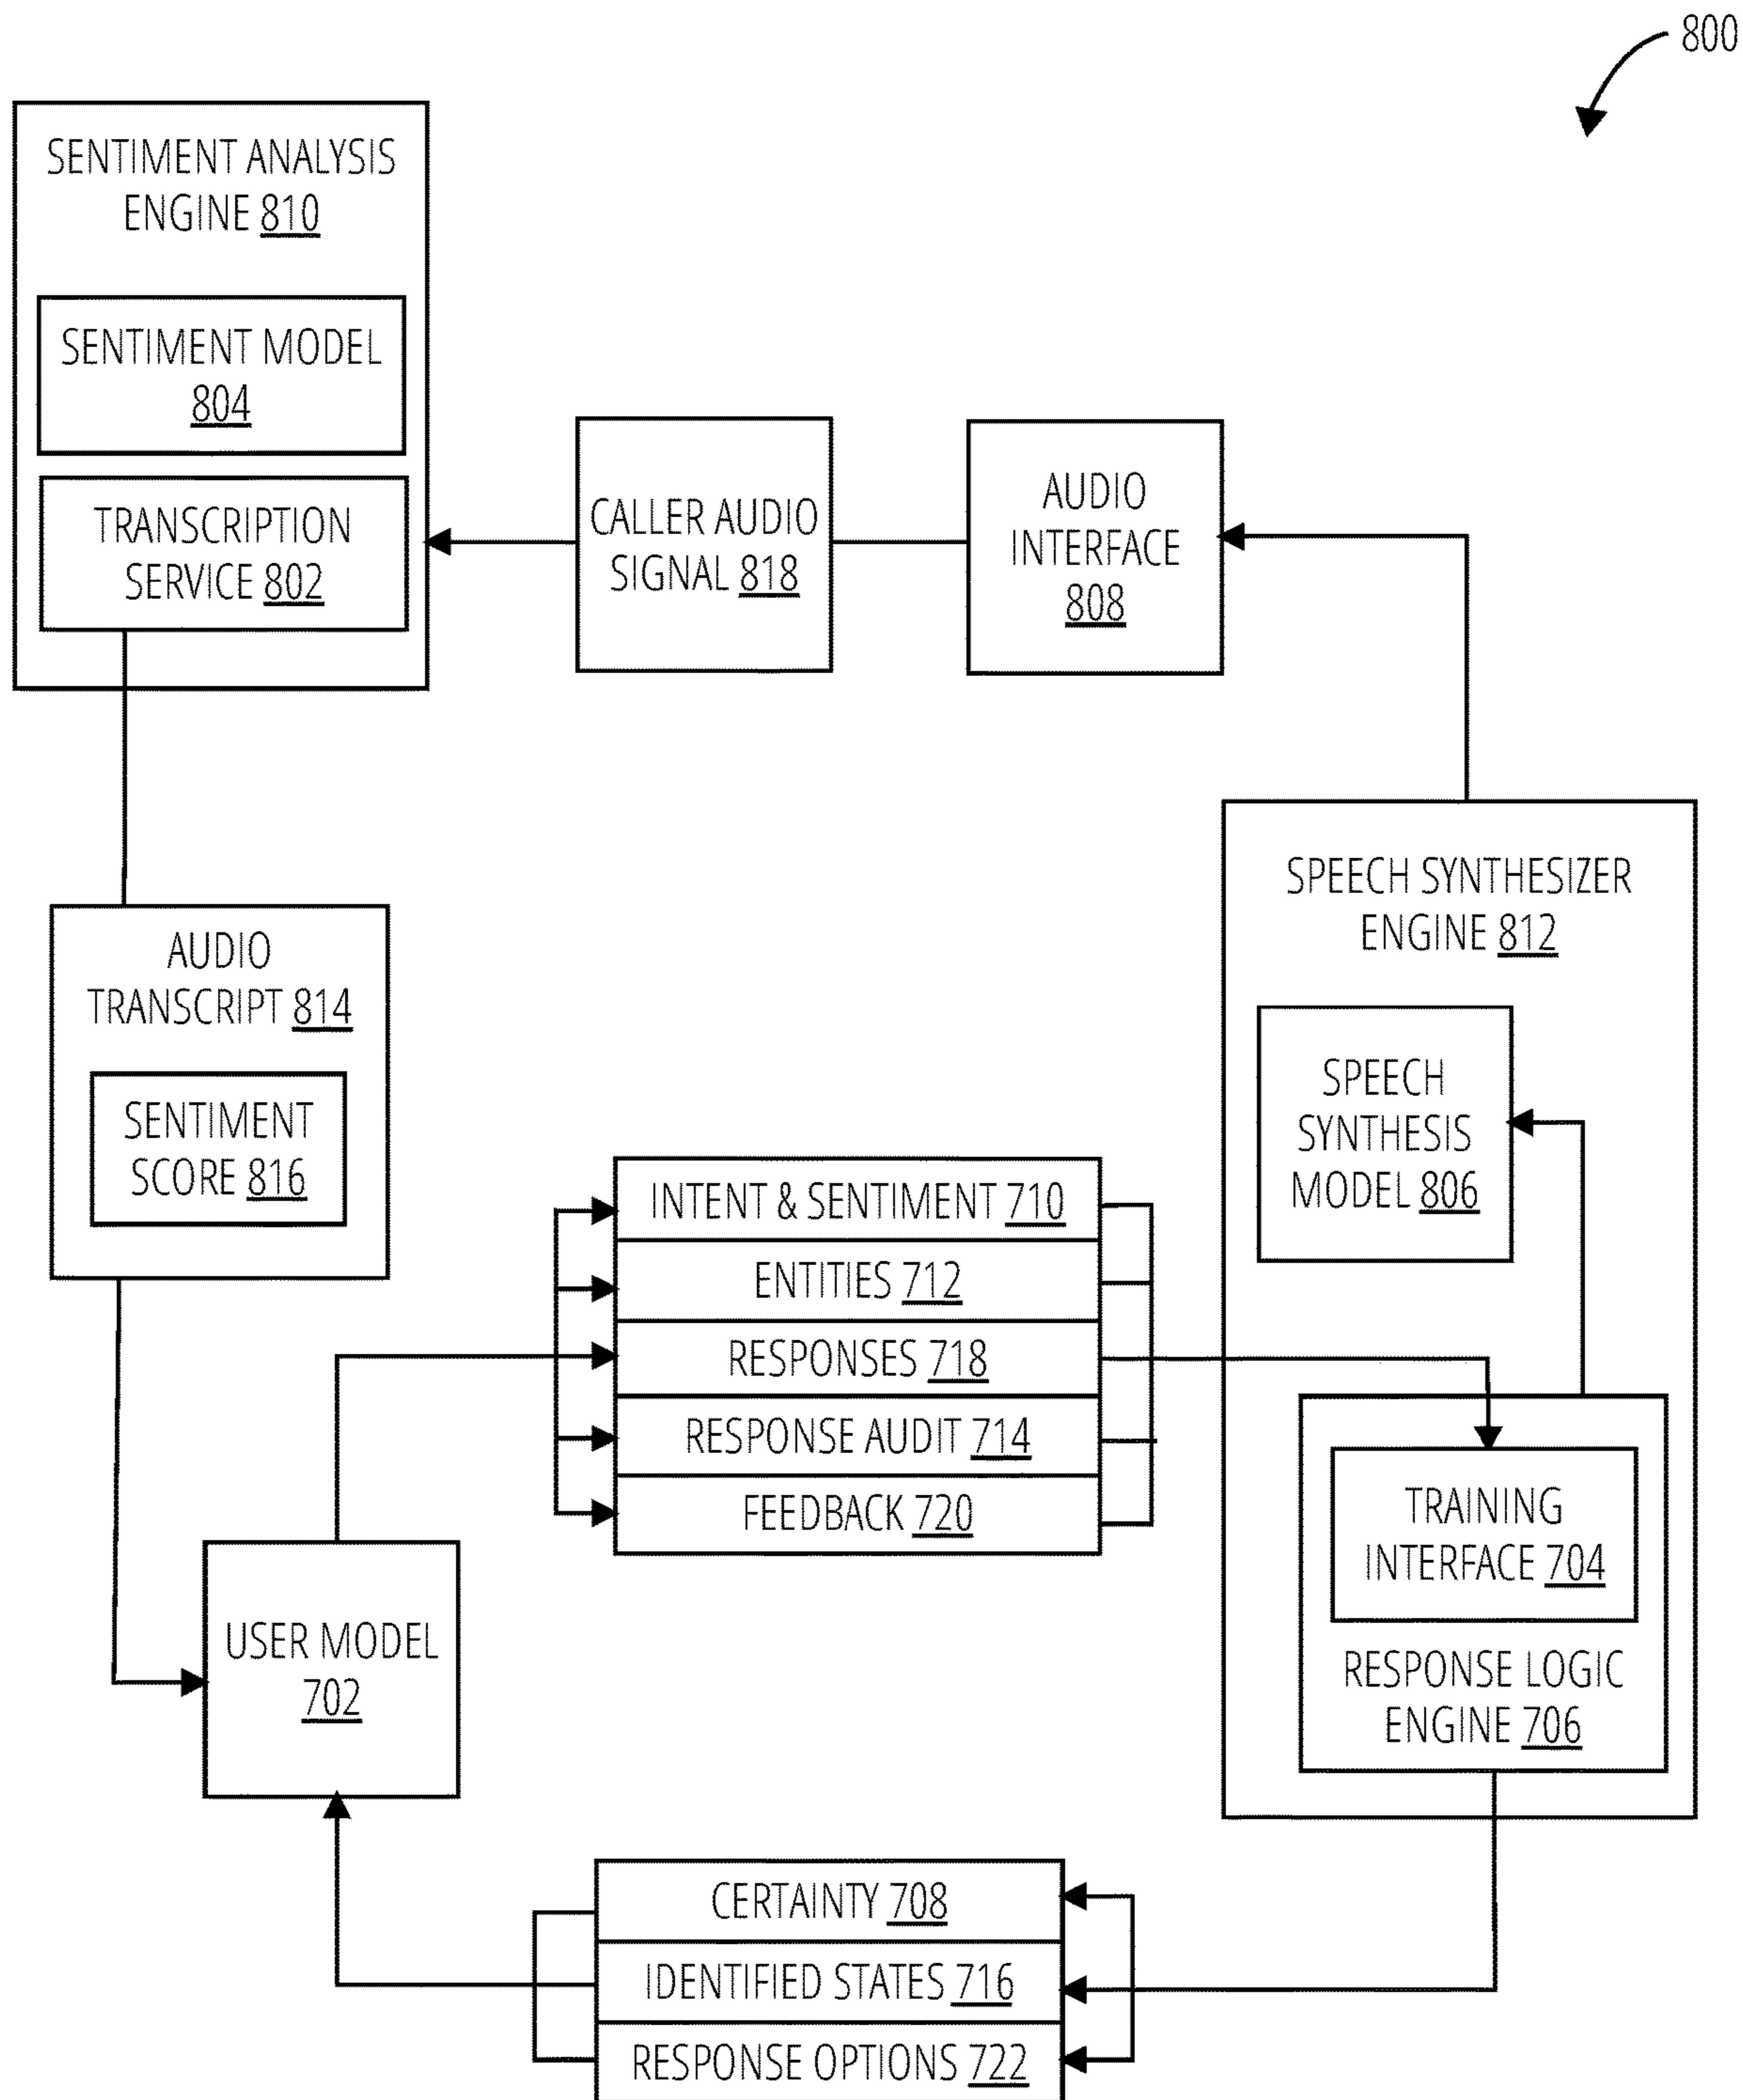 800
SENTIMENT ANALYSIS
ENGINE 810
SENTIMENT MODEL
804
TRANSCRIPTION
SERVICE 802
CALLER AUDIO
SIGNAL 818
AUDIO
INTERFACE
808
SPEECH SYNTHESIZER
ENGINE 812
AUDIO
TRANSCRIPT 814
SENTIMENT
SCORE 816
SPEECH
SYNTHESIS
MODEL 806
INTENT & SENTIMENT 710
ENTITIES 712
RESPONSES 718
RESPONSE AUDIT 714
FEEDBACK 720
TRAINING
INTERFACE 704
RESPONSE LOGIC
ENGINE 706
USER MODEL
702
CERTAINTY 708
IDENTIFIED STATES 716
RESPONSE OPTIONS 722